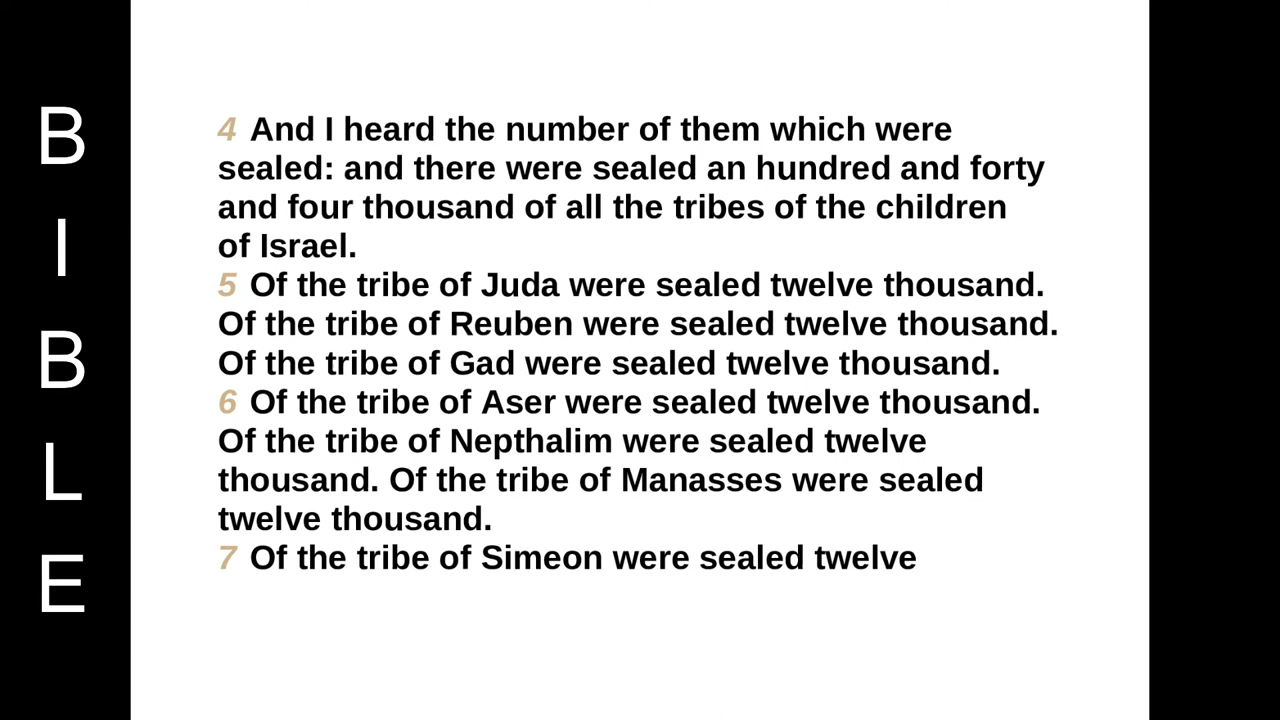 BIBLE
4 And I heard the number of them which were
sealed: and there were sealed an hundred and forty
and four thousand of all the tribes of the children
of Israel.
5 Of the tribe of Juda were sealed twelve thousand.
Of the tribe of Reuben were sealed twelve thousand.
Of the tribe of Gad were sealed twelve thousand.
6 Of the tribe of Aser were sealed twelve thousand.
Of the tribe of Nepthalim were sealed twelve
thousand. Of the tribe of Manasses were sealed
twelve thousand.
7 Of the tribe of Simeon were sealed twelve